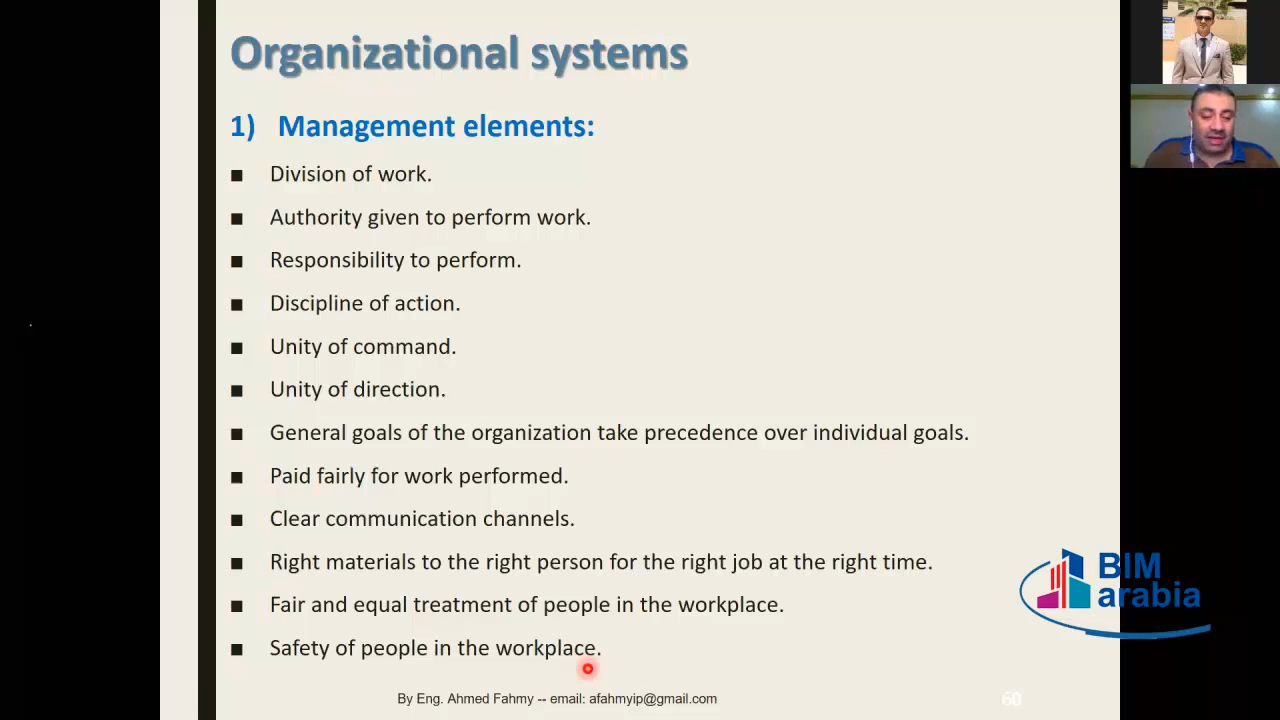 Organizational systems
1) Management elements:
■ Division of work.
■ Authority given to perform work.
■ Responsibility to perform.
■ Discipline of action.
■ Unity of command.
■ Unity of direction.
■ General goals of the organization take precedence over individual goals.
■ Paid fairly for work performed.
■ Clear communication channels.
■ Right materials to the right person for the right job at the right time.
■ Fair and equal treatment of people in the workplace.
■ Safety of people in the workplace.
BIM
arabia
By Eng. Ahmed Fahmy -- email: afahmyip@gmail.com
60